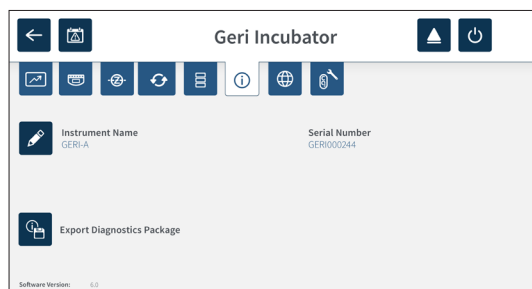 Geri Incubator
Instrument Name
GERI-A
Serial Number
GERI000244
Export Diagnostics Package
Software Version: 6.0